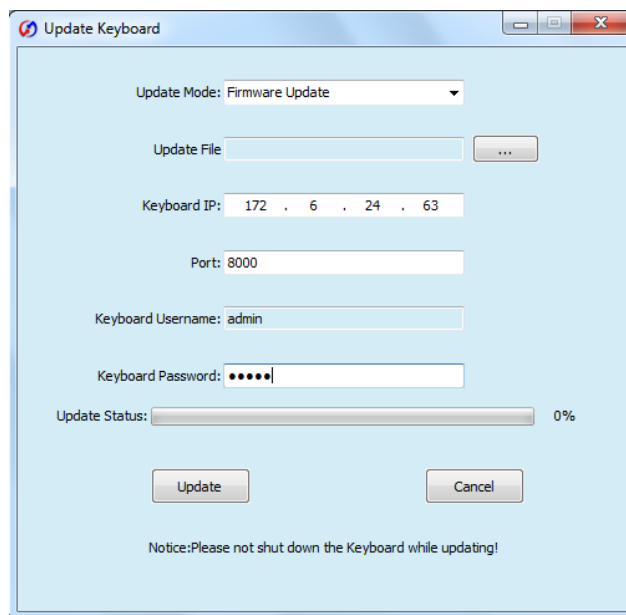 Update Keyboard
Update Mode: Firmware Update
Update File
...
Keyboard IP: 172 . 6 . 24 . 63
Port: 8000
Keyboard Username: admin
Keyboard Password: •••••
Update Status: 0%
Update Cancel
Notice:Please not shut down the Keyboard while updating!